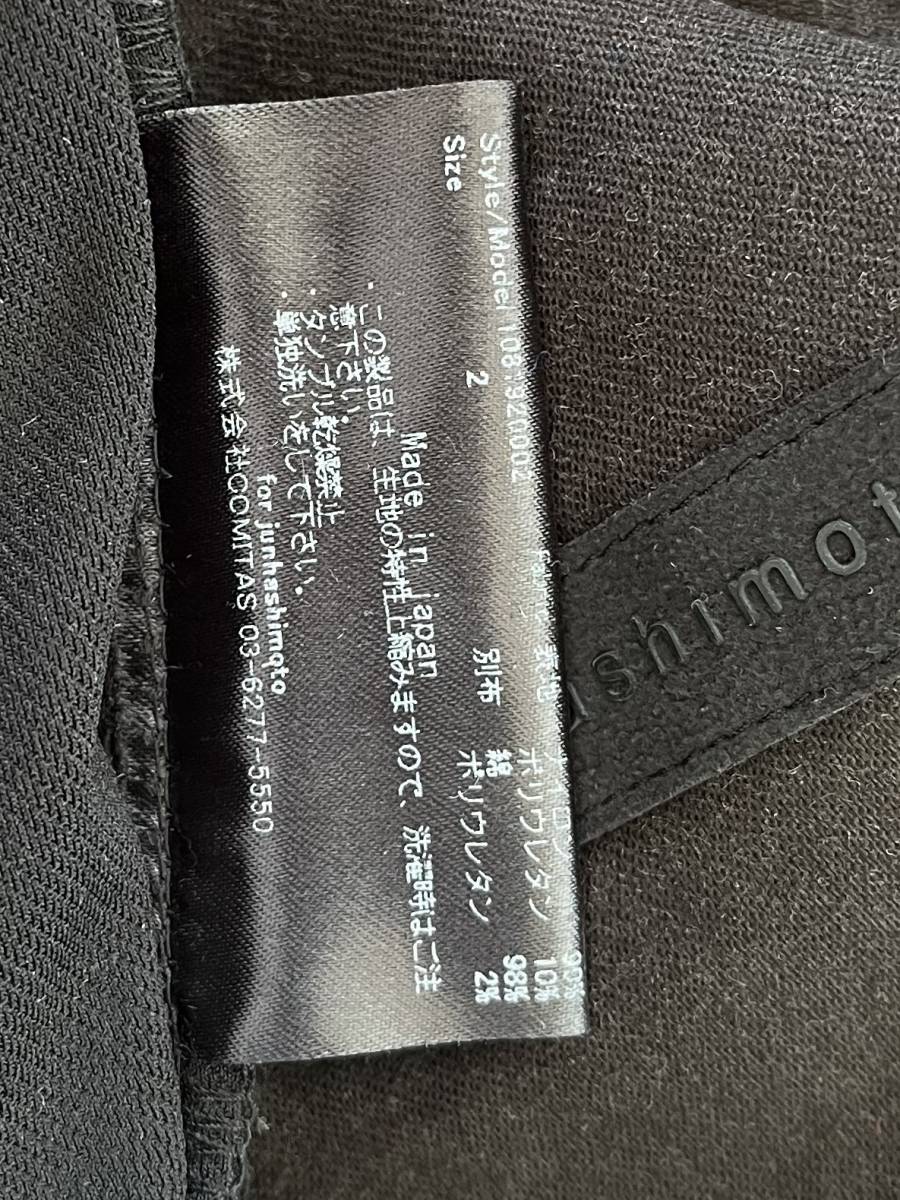 Style/Model 1081920002
Size 2
表地
ポリウレタン 10%
別布 綿 98%
ポリウレタン 2%
Made in japan
・この製品は、生地の特性上縮みますので、洗濯時はご注
意下さい。
・タンブル乾燥禁止
・単独洗いをして下さい。
for junhashimoto
株式会社COMITAS 03-6277-5550
shimot